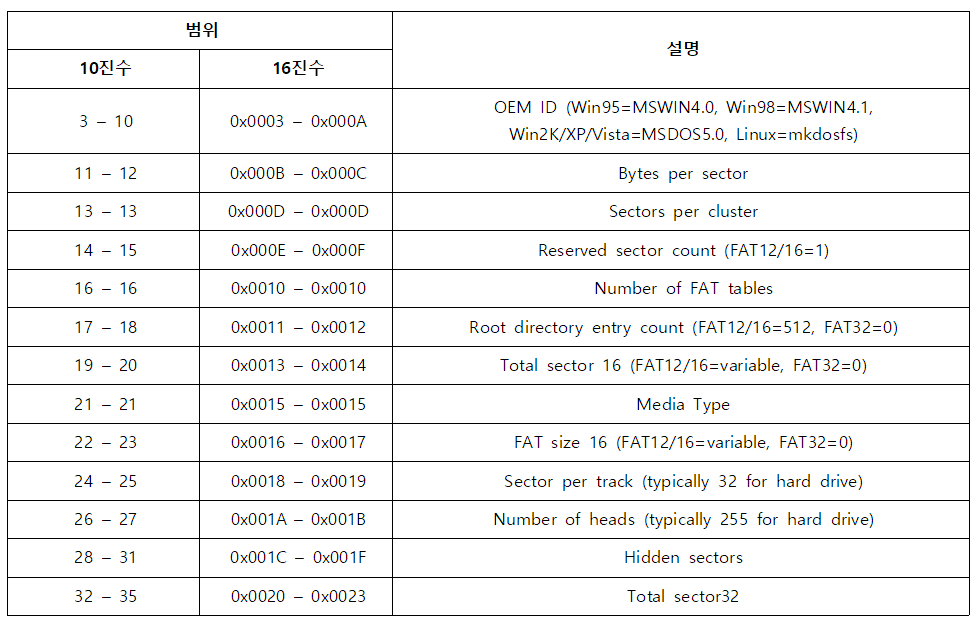 범위
설명
10진수 16진수
3 – 10 0x0003 – 0x000A OEM ID (Win95=MSWIN4.0, Win98=MSWIN4.1,
Win2K/XP/Vista=MSDOS5.0, Linux=mkdosfs)
11 – 12 0x000B – 0x000C Bytes per sector
13 – 13 0x000D – 0x000D Sectors per cluster
14 – 15 0x000E – 0x000F Reserved sector count (FAT12/16=1)
16 – 16 0x0010 – 0x0010 Number of FAT tables
17 – 18 0x0011 – 0x0012 Root directory entry count (FAT12/16=512, FAT32=0)
19 – 20 0x0013 – 0x0014 Total sector 16 (FAT12/16=variable, FAT32=0)
21 – 21 0x0015 – 0x0015 Media Type
22 – 23 0x0016 – 0x0017 FAT size 16 (FAT12/16=variable, FAT32=0)
24 – 25 0x0018 – 0x0019 Sector per track (typically 32 for hard drive)
26 – 27 0x001A – 0x001B Number of heads (typically 255 for hard drive)
28 – 31 0x001C – 0x001F Hidden sectors
32 – 35 0x0020 – 0x0023 Total sector32